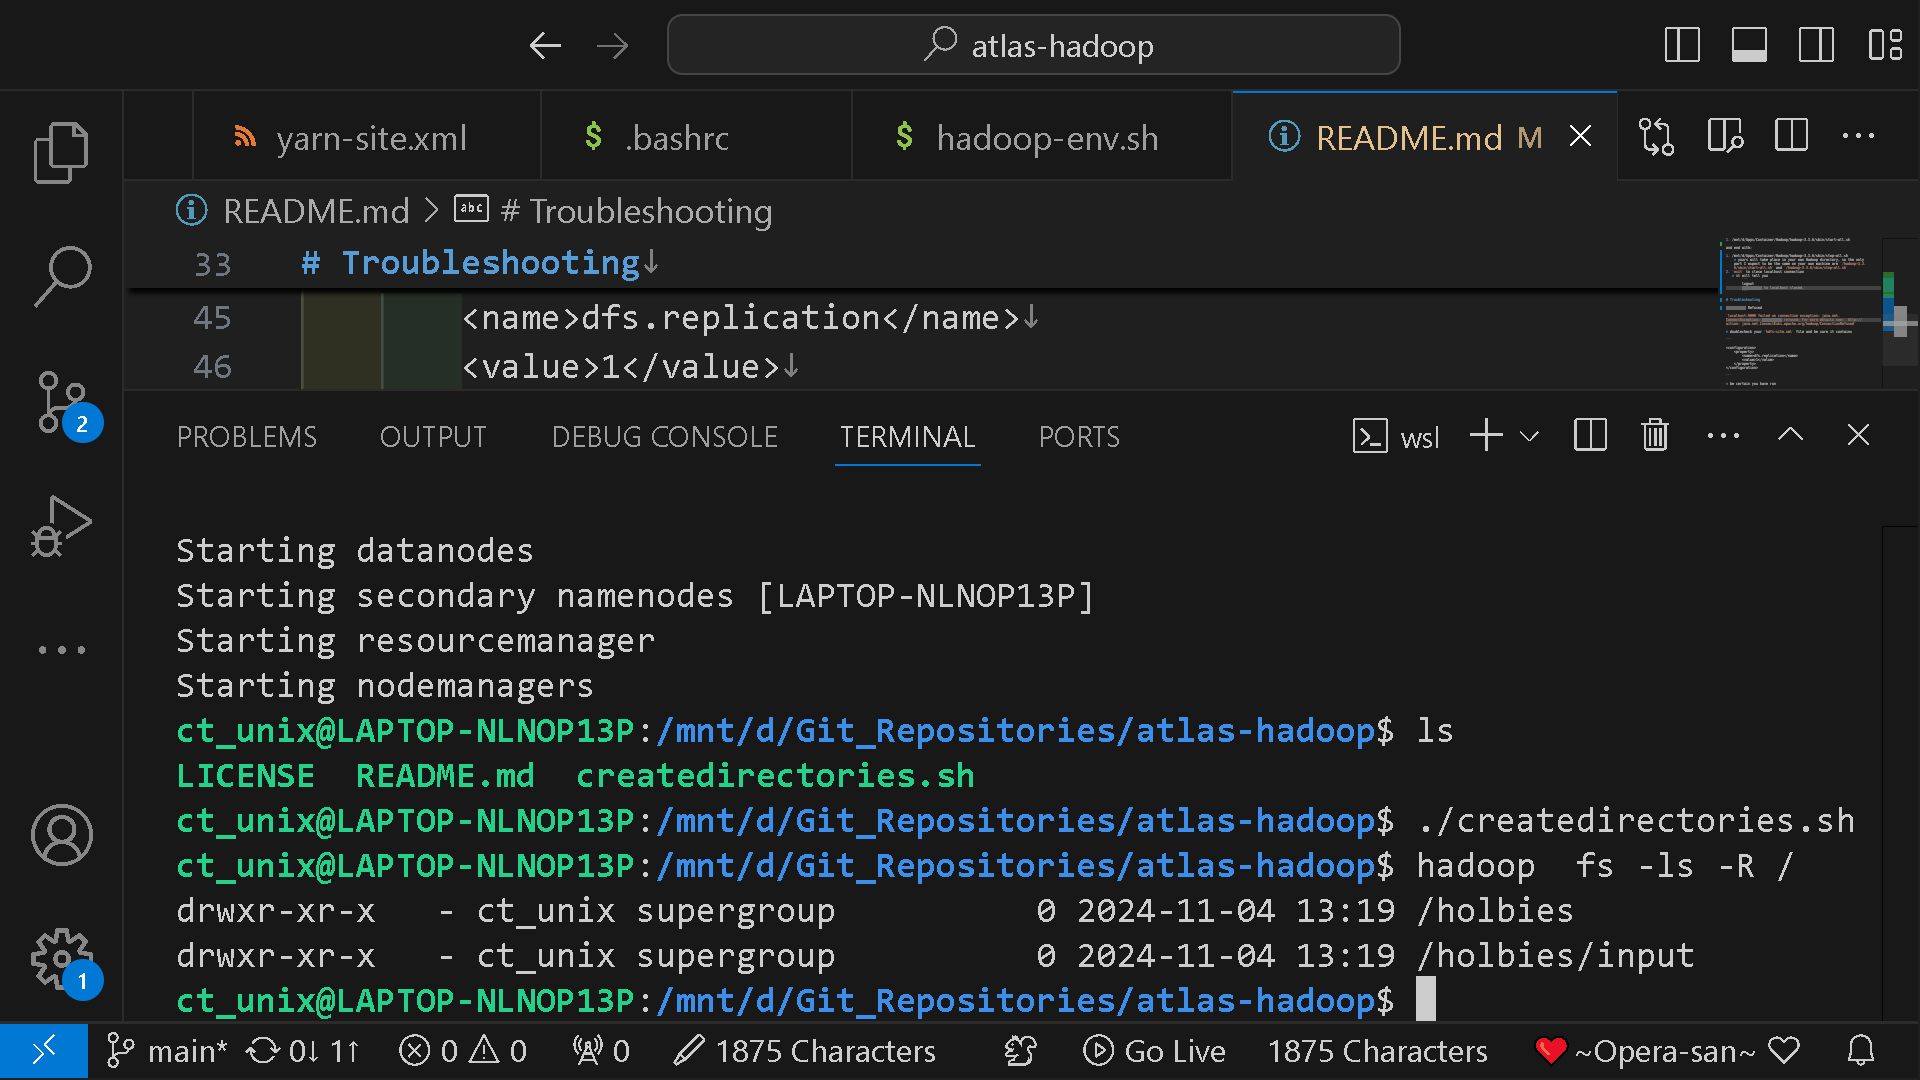 atlas-hadoop
yarn-site.xml
$ .bashrc
$ hadoop-env.sh
README.md M
README.md > abc # Troubleshooting
33 # Troubleshooting↓
45 <name>dfs.replication</name>↓
46 <value>1</value>↓
PROBLEMS OUTPUT DEBUG CONSOLE TERMINAL PORTS
wsl
Starting datanodes
Starting secondary namenodes [LAPTOP-NLNOP13P]
Starting resourcemanager
Starting nodemanagers
ct_unix@LAPTOP-NLNOP13P:/mnt/d/Git_Repositories/atlas-hadoop$ ls
LICENSE README.md createdirectories.sh
ct_unix@LAPTOP-NLNOP13P:/mnt/d/Git_Repositories/atlas-hadoop$ ./createdirectories.sh
ct_unix@LAPTOP-NLNOP13P:/mnt/d/Git_Repositories/atlas-hadoop$ hadoop  fs -ls -R /
drwxr-xr-x   - ct_unix supergroup          0 2024-11-04 13:19 /holbies
drwxr-xr-x   - ct_unix supergroup          0 2024-11-04 13:19 /holbies/input
ct_unix@LAPTOP-NLNOP13P:/mnt/d/Git_Repositories/atlas-hadoop$
2
1
main* 0↓ 1↑ 0 0 0 1875 Characters Go Live 1875 Characters ❤️ ~Opera-san~ ♡